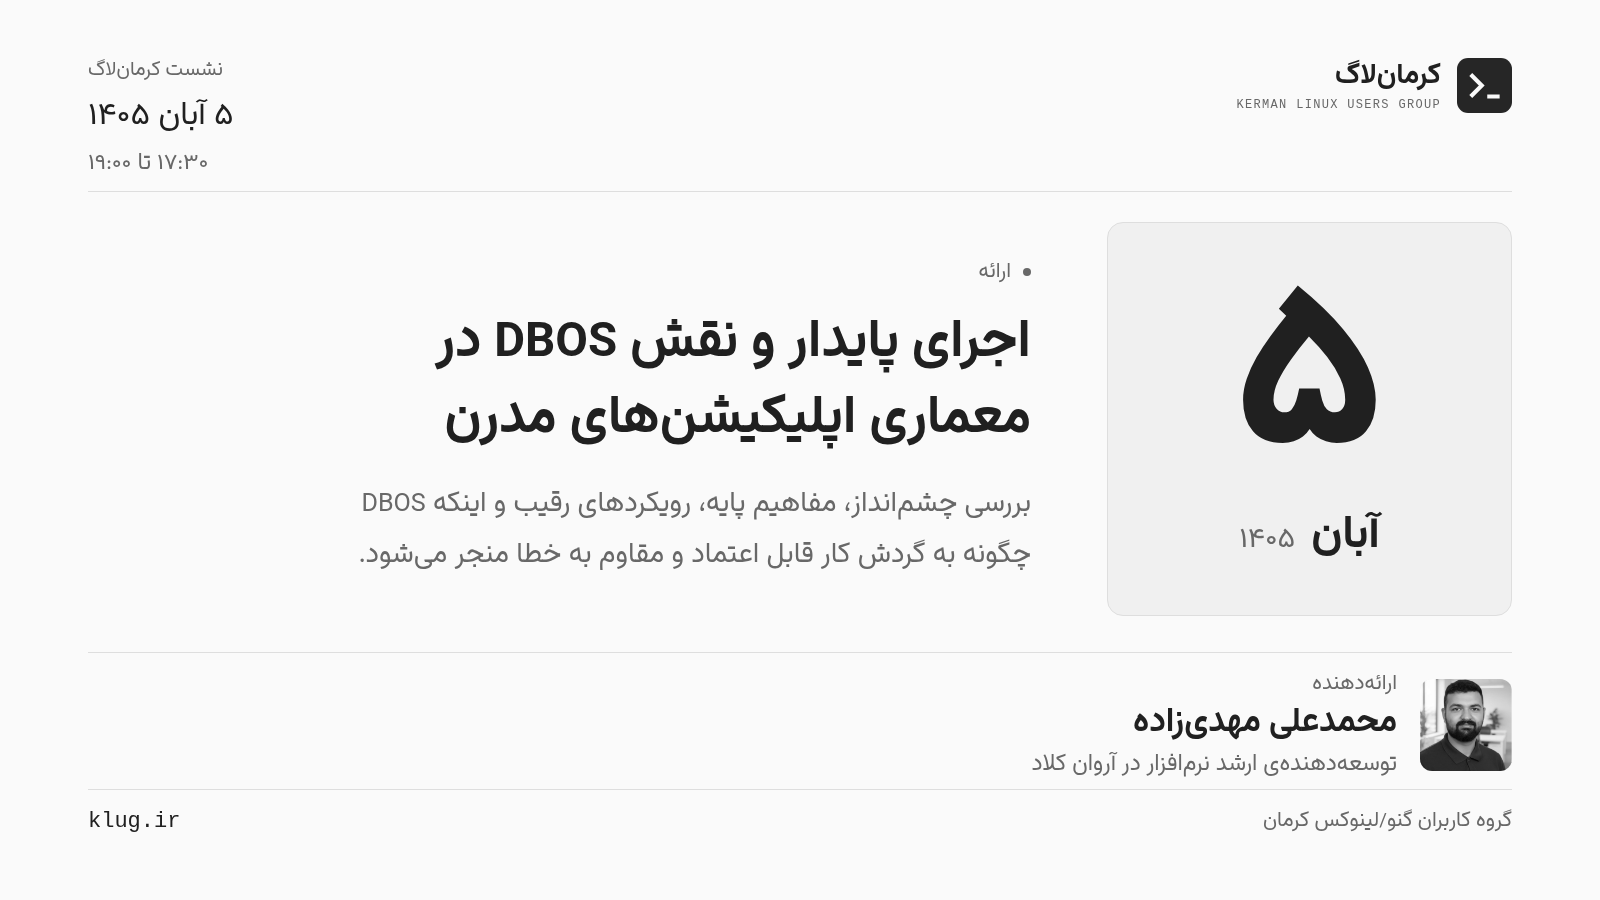 کرمان‌لاگ
KERMAN LINUX USERS GROUP
نشست کرمان‌لاگ
۵ آبان ۱۴۰۵
۱۷:۳۰ تا ۱۹:۰۰
۵
آبان ۱۴۰۵
ارائه
اجرای پایدار و نقش DBOS در
معماری اپلیکیشن‌های مدرن
بررسی چشم‌انداز، مفاهیم پایه، رویکردهای رقیب و اینکه DBOS
چگونه به گردش کار قابل اعتماد و مقاوم به خطا منجر می‌شود.
ارائه‌دهنده
محمدعلی مهدی‌زاده
توسعه‌دهنده‌ی ارشد نرم‌افزار در آروان کلاد
گروه کاربران گنو/لینوکس کرمان
klug.ir